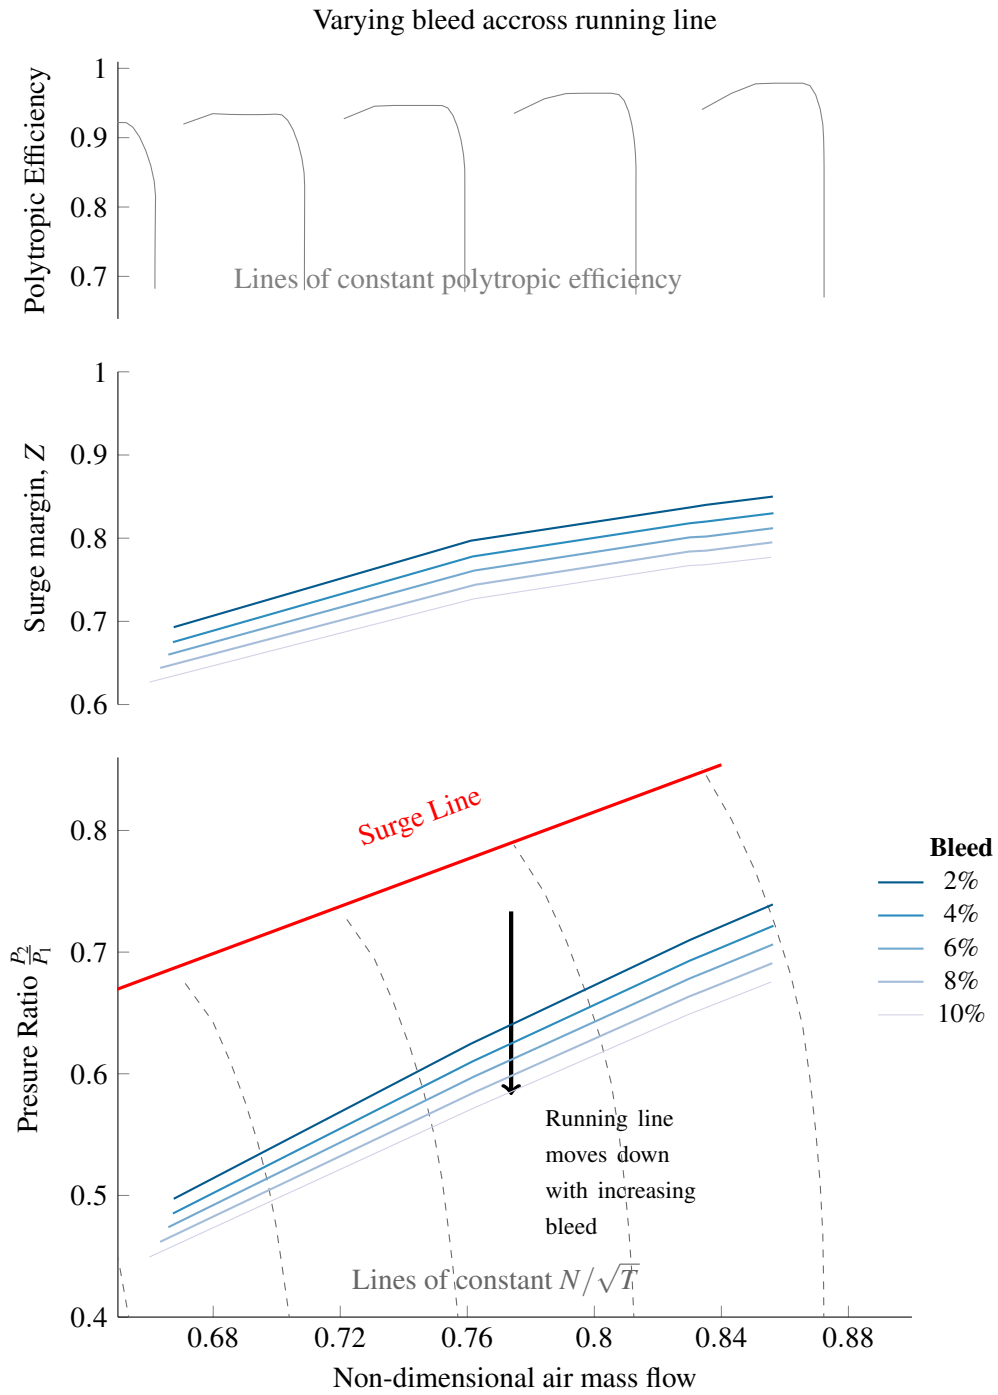 Varying bleed accross running line
Polytropic Efficiency
1
0.9
0.8
0.7
Lines of constant polytropic efficiency
Surge margin, Z
1
0.9
0.8
0.7
0.6
Presure Ratio P2/P1
0.8
0.7
0.6
0.5
0.4
Surge Line
Running line
moves down
with increasing
bleed
Lines of constant N/√T
Bleed
2%
4%
6%
8%
10%
0.68 0.72 0.76 0.8 0.84 0.88
Non-dimensional air mass flow